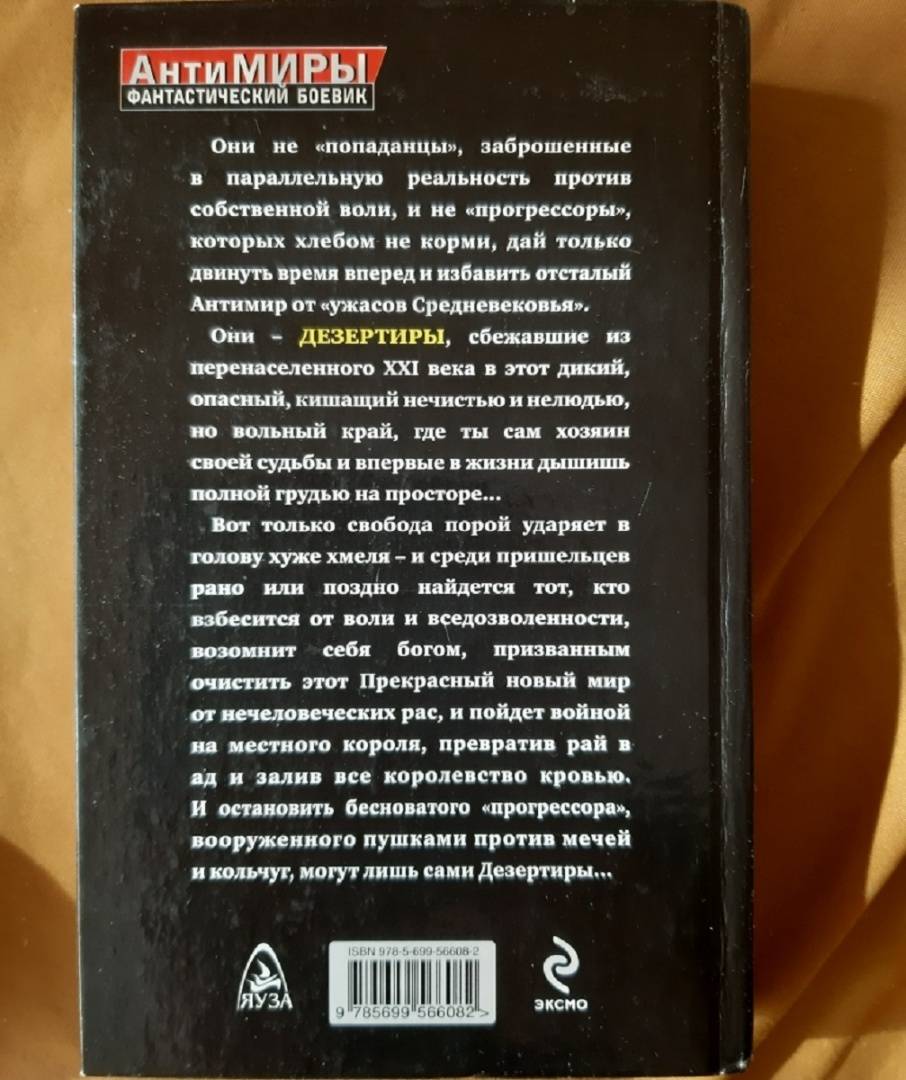 АнтиМИРЫ
ФАНТАСТИЧЕСКИЙ БОЕВИК
Они не «попаданцы», заброшенные
в параллельную реальность против
собственной воли, и не «прогрессоры»,
которых хлебом не корми, дай только
двинуть время вперед и избавить отсталый
Антимир от «ужасов Средневековья».
Они – ДЕЗЕРТИРЫ, сбежавшие из
перенаселенного XXI века в этот дикий,
опасный, кишащий нечистью и нелюдью,
но вольный край, где ты сам хозяин
своей судьбы и впервые в жизни дышишь
полной грудью на просторе...
Вот только свобода порой ударяет в
голову хуже хмеля – и среди пришельцев
рано или поздно найдется тот, кто
взбесится от воли и вседозволенности,
возомнит себя богом, призванным
очистить этот Прекрасный новый мир
от нечеловеческих рас, и пойдет войной
на местного короля, превратив рай в
ад и залив все королевство кровью.
И остановить бесноватого «прогрессора»,
вооруженного пушками против мечей
и кольчуг, могут лишь сами Дезертиры...
ISBN 978-5-699-56608-2
9 785699 566082 >
ЯУЗА
ЭКСМО